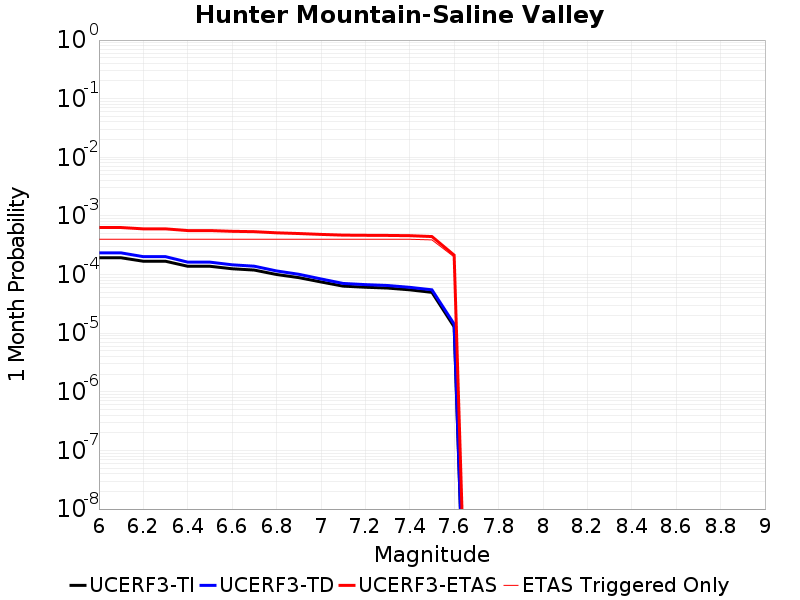 Hunter Mountain-Saline Valley
1 Month Probability
10^0
10^-1
10^-2
10^-3
10^-4
10^-5
10^-6
10^-7
10^-8
6 6.2 6.4 6.6 6.8 7 7.2 7.4 7.6 7.8 8 8.2 8.4 8.6 8.8 9
Magnitude
UCERF3-TI UCERF3-TD UCERF3-ETAS ETAS Triggered Only